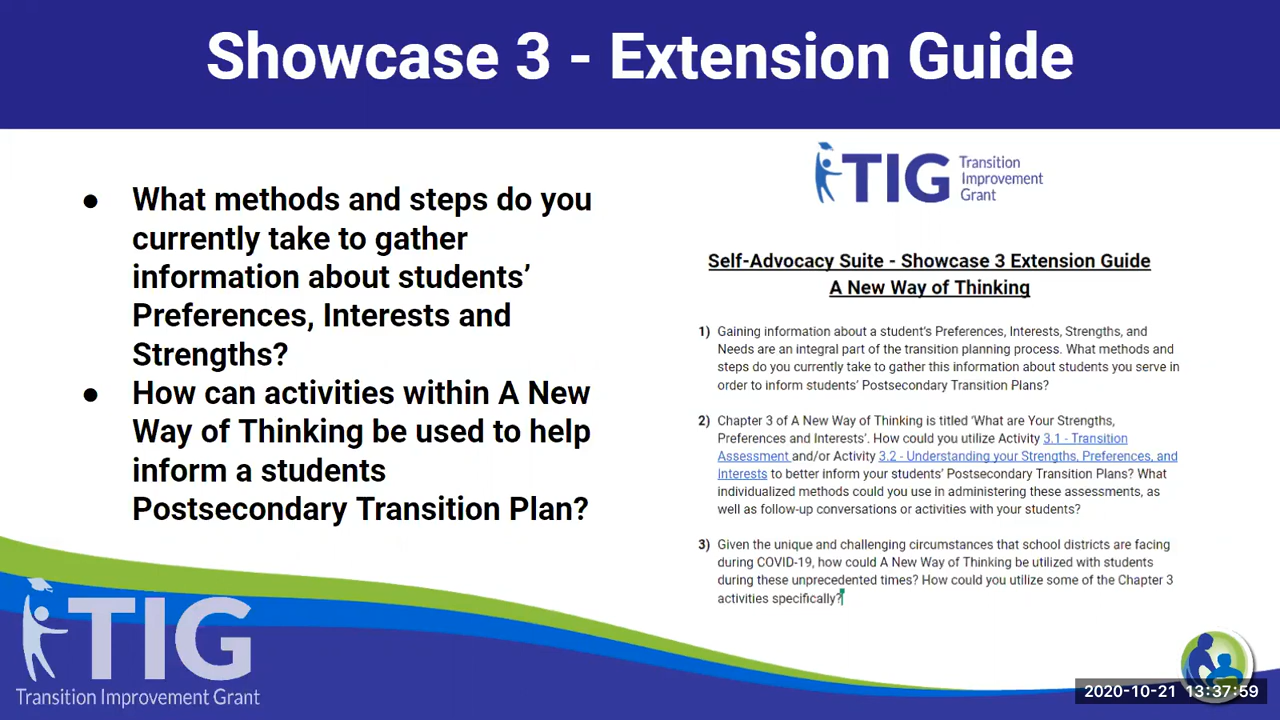 Showcase 3 - Extension Guide
● What methods and steps do you
currently take to gather
information about students’
Preferences, Interests and
Strengths?
● How can activities within A New
Way of Thinking be used to help
inform a students
Postsecondary Transition Plan?
TIG
Transition
Improvement
Grant
Self-Advocacy Suite - Showcase 3 Extension Guide
A New Way of Thinking
1) Gaining information about a student’s Preferences, Interests, Strengths, and
Needs are an integral part of the transition planning process. What methods and
steps do you currently take to gather this information about students you serve in
order to inform students’ Postsecondary Transition Plans?
2) Chapter 3 of A New Way of Thinking is titled ‘What are Your Strengths,
Preferences and Interests’. How could you utilize Activity 3.1 - Transition
Assessment and/or Activity 3.2 - Understanding your Strengths, Preferences, and
Interests to better inform your students’ Postsecondary Transition Plans? What
individualized methods could you use in administering these assessments, as
well as follow-up conversations or activities with your students?
3) Given the unique and challenging circumstances that school districts are facing
during COVID-19, how could A New Way of Thinking be utilized with students
during these unprecedented times? How could you utilize some of the Chapter 3
activities specifically?
TIG
Transition Improvement Grant
2020-10-21 13:37:59